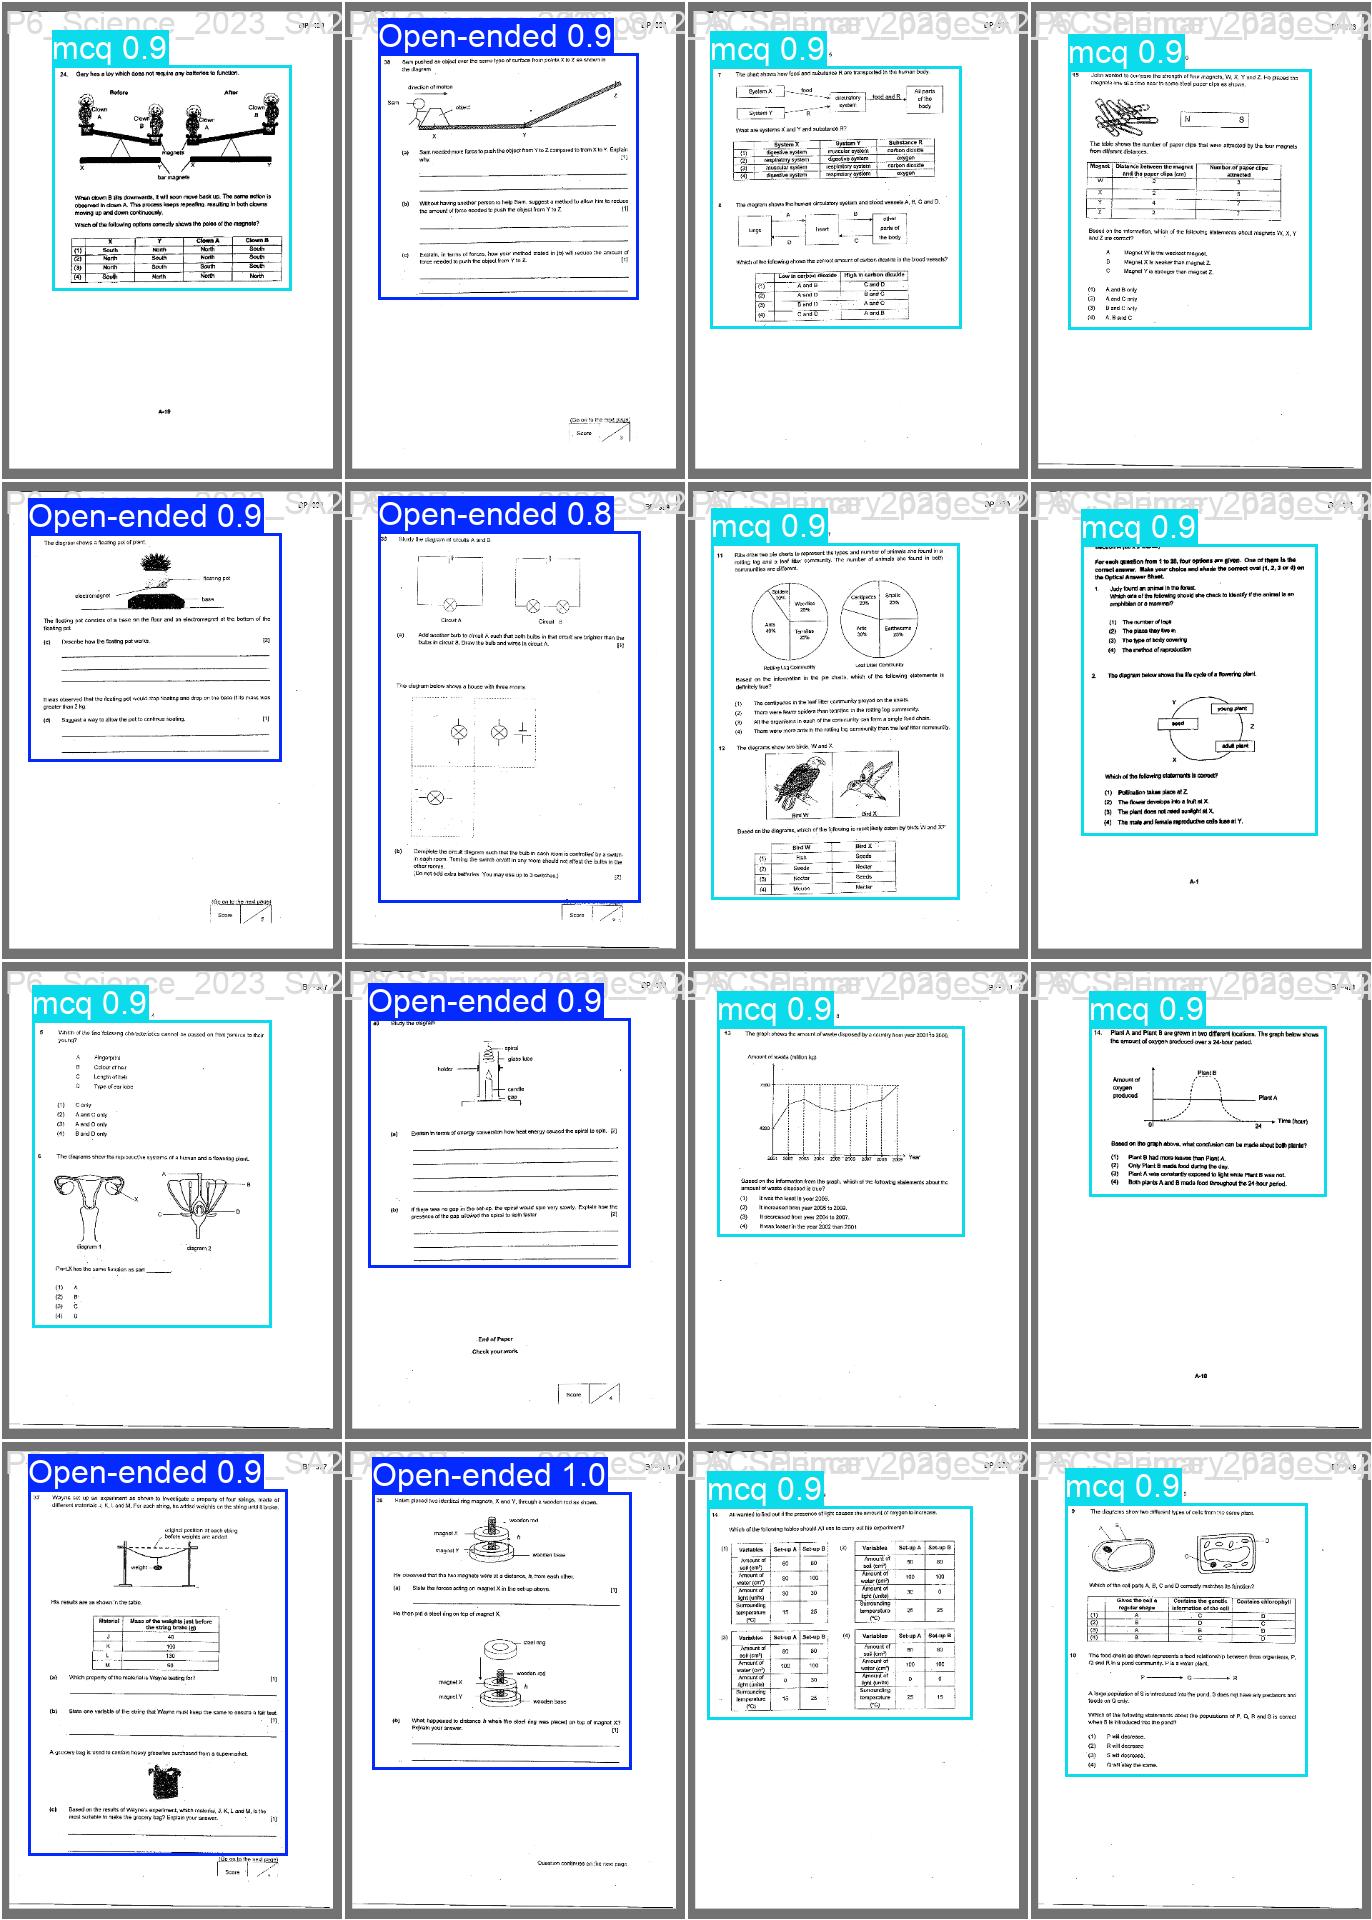 mcq 0.9
24. Gary has a toy which does not require any batteries to function.
Before After
Clown A
Clown B
Clown A
Clown B
magnets
X Y
bar magnets
When clown B tilts downwards, it will soon move back up. The same action is
observed in clown A. This process keeps repeating, resulting in both clowns
moving up and down continuously.
Which of the following options correctly shows the poles of the magnets?
X Y Clown A Clown B
(1) South North North South
(2) North South North South
(3) North South South South
(4) South North North North
A-19
Open-ended 0.9
Sam pushed an object over the same type of surface from points X to Z as shown in
the diagram.
direction of motion
Sam
object
X Y Z
(a) Sam needed more force to push the object from Y to Z compared to from X to Y. Explain
why. [1]
(b) Without having another person to help Sam, suggest a method to allow him to reduce
the amount of force needed to push the object from Y to Z. [1]
(c) Explain, in terms of forces, how your method stated in (b) will reduce the amount of
force needed to push the object from Y to Z. [1]
(Go on to the next page)
Score
mcq 0.9
7 The chart shows how food and substance R are transported in the human body.
System X food circulatory system food and R All parts of the body
System Y R
What are systems X and Y and substance R?
System X System Y Substance R
(1) digestive system muscular system carbon dioxide
(2) respiratory system digestive system oxygen
(3) muscular system respiratory system carbon dioxide
(4) digestive system respiratory system oxygen
8 The diagram shows the human circulatory system and blood vessels A, B, C and D.
lungs heart other parts of the body
A B
D C
Which of the following shows the correct amount of carbon dioxide in the blood vessels?
Low in carbon dioxide High in carbon dioxide
(1) A and B C and D
(2) A and D B and C
(3) B and D A and C
(4) C and D A and B
mcq 0.9
15 John wanted to compare the strength of four magnets, W, X, Y and Z. He placed the
magnets one at a time near to some steel paper clips as shown.
N S
The table shows the number of paper clips that were attracted by the four magnets
from different distances.
Magnet Distance between the magnet and the paper clips (cm) Number of paper clips attracted
W 2 3
X 2 5
Y 4 7
Z 2 7
Based on the information, which of the following statements about magnets W, X, Y
and Z are correct?
A Magnet W is the weakest magnet.
B Magnet X is weaker than magnet Z.
C Magnet Y is stronger than magnet Z.
(1) A and B only
(2) A and C only
(3) B and C only
(4) A, B and C
Open-ended 0.9
The diagram shows a floating pot of plant.
floating pot
electromagnet
base
The floating pot consists of a base on the floor and an electromagnet at the bottom of the
floating pot.
(c) Describe how the floating pot works. [2]
It was observed that the floating pot would stop floating and drop on the base if its mass was
greater than 2 kg.
(d) Suggest a way to allow the pot to continue floating. [1]
(Go on to the next page)
Score
Open-ended 0.8
Study the diagram of circuits A and B.
Circuit A Circuit B
(a) Add another bulb to circuit A such that both bulbs in that circuit are brighter than the
bulbs in circuit B. Draw the bulb and wires in circuit A.
The diagram below shows a house with three rooms.
(b) Complete the circuit diagram such that the bulb in each room is controlled by a switch
in each room. Turning the switch on/off in any room should not affect the bulbs in the
other rooms.
(Do not add extra batteries. You may use up to 3 switches.) [2]
Score
mcq 0.9
11 Rita drew two pie charts to represent the types and number of animals she found in a
rotting log and a leaf litter community. The number of animals she found in both
communities are different.
Spiders 10%
Woodlice 25%
Ants 40%
Termites 25%
Rotting Log Community
Centipedes 20%
Snails 25%
Ants 30%
Earthworms 25%
Leaf Litter Community
Based on the information in the pie charts, which of the following statements is
definitely true?
(1) The centipedes in the leaf litter community preyed on the snails.
(2) There were fewer spiders than termites in the rotting log community.
(3) All the organisms in each of the community can form a single food chain.
(4) There were more ants in the rotting log community than the leaf litter community.
12 The diagrams show two birds, W and X.
Bird W Bird X
Based on the diagrams, which of the following is most likely eaten by birds W and X?
Bird W Bird X
(1) Fish Seeds
(2) Seeds Nectar
(3) Nectar Seeds
(4) Mouse Nectar
mcq 0.9
For each question from 1 to 28, four options are given. One of them is the
correct answer. Make your choice and shade the correct oval (1, 2, 3 or 4) on
the Optical Answer Sheet.
1. Judy found an animal in the forest.
Which one of the following should she check to identify if the animal is an
amphibian or a mammal?
(1) The number of legs
(2) The place they live in
(3) The type of body covering
(4) The method of reproduction
2. The diagram below shows the life cycle of a flowering plant.
Y young plant
seed Z
adult plant
X
Which of the following statements is correct?
(1) Pollination takes place at Z.
(2) The flower develops into a fruit at X.
(3) The plant does not need sunlight at X.
(4) The male and female reproductive cells fuse at Y.
A-1
mcq 0.9
5 Which of the following characteristics cannot be passed on from parents to their
young?
A Fingerprint
B Colour of hair
C Length of hair
D Type of ear lobe
(1) C only
(2) A and C only
(3) A and D only
(4) B and D only
6 The diagrams show the reproductive systems of a human and a flowering plant.
X
A
B
C D
diagram 1 diagram 2
Part X has the same function as part
(1) A
(2) B
(3) C
(4) D
Open-ended 0.9
40 Study the diagram
spiral
glass tube
holder
candle
gap
(a) Explain in terms of energy conversion how heat energy caused the spiral to spin. [2]
(b) If there was no gap in the set-up, the spiral would spin very slowly. Explain how the
presence of the gap allowed the spiral to spin faster. [2]
End of Paper
Check your work.
Score 4
mcq 0.9
13 The graph shows the amount of waste disposed by a country from year 2001 to 2009.
Amount of waste (million kg)
Year
2001 2002 2003 2004 2005 2006 2007 2008 2009
Based on the information from the graph, which of the following statements about the
amount of waste disposed is true?
(1) It was the least in year 2005.
(2) It increased from year 2005 to 2009.
(3) It decreased from year 2004 to 2007.
(4) It was lesser in the year 2002 than 2001.
mcq 0.9
14. Plant A and Plant B are grown in two different locations. The graph below shows
the amount of oxygen produced over a 24-hour period.
Amount of oxygen produced
Plant B
Plant A
0 24 Time (hour)
Based on the graph above, what conclusion can be made about both plants?
(1) Plant B had more leaves than Plant A.
(2) Only Plant B made food during the day.
(3) Plant A was constantly exposed to light while Plant B was not.
(4) Both plants A and B made food throughout the 24-hour period.
A-10
Open-ended 0.9
Wayne set up an experiment as shown to investigate a property of four strings, made of
different materials J, K, L and M. For each string, he added weights on the string until it broke.
original position of each string
before weights are added
weight
His results are as shown in the table.
Material Mass of the weights just before the string broke (g)
J 40
K 100
L 130
M
(a) Which property of the material is Wayne testing for? [1]
(b) State one variable of the string that Wayne must keep the same to ensure a fair test. [1]
A grocery bag is used to contain heavy groceries purchased from a supermarket.
(c) Based on the results of Wayne's experiment, which material, J, K, L and M, is the
most suitable to make the grocery bag? Explain your answer. [1]
(Go on to the next page)
Score
Open-ended 1.0
placed two identical ring magnets, X and Y, through a wooden rod as shown.
wooden rod
magnet X h
magnet Y
wooden base
He observed that the two magnets were at a distance, h, from each other.
(a) State the forces acting on magnet X in the set-up above. [1]
He then put a steel ring on top of magnet X.
steel ring
wooden rod
magnet X h
magnet Y
wooden base
(b) What happened to distance h when the steel ring was placed on top of magnet X?
Explain your answer. [1]
Question continues on the next page
mcq 0.9
14 Ali wanted to find out if the presence of light causes the amount of oxygen to increase.
Which of the following tables should Ali use to carry out his experiment?
(1) Variables Set-up A Set-up B
Amount of soil (cm³)
Amount of water (cm³)
Amount of light (units)
Surrounding temperature (°C) 15 25
(2) Variables Set-up A Set-up B
Amount of soil (cm³)
Amount of water (cm³) 100 100
Amount of light (units) 30 0
Surrounding temperature (°C) 25 25
(3) Variables Set-up A Set-up B
Amount of soil (cm³)
Amount of water (cm³) 100 100
Amount of light (units) 0 30
Surrounding temperature (°C) 15 25
(4) Variables Set-up A Set-up B
Amount of soil (cm³)
Amount of water (cm³) 100 100
Amount of light (units) 0 0
Surrounding temperature (°C) 25 15
mcq 0.9
9 The diagrams show two different types of cells from the same plant.
A B
C D
Which of the cell parts A, B, C and D correctly matches its function?
Gives the cell a regular shape Contains the genetic information of the cell Contains chlorophyll
(1) A C D
(2) B D C
(3) A B C
(4) B C D
10 The food chain as shown represents a food relationship between three organisms, P,
Q and R in a pond community. P is a water plant.
P Q R
A large population of S is introduced into the pond. S does not have any predators and
feeds on Q only.
Which of the following statements about the populations of P, Q, R and S is correct
when S is introduced into the pond?
(1) P will decrease.
(2) R will decrease.
(3) S will decrease.
(4) Q will stay the same.